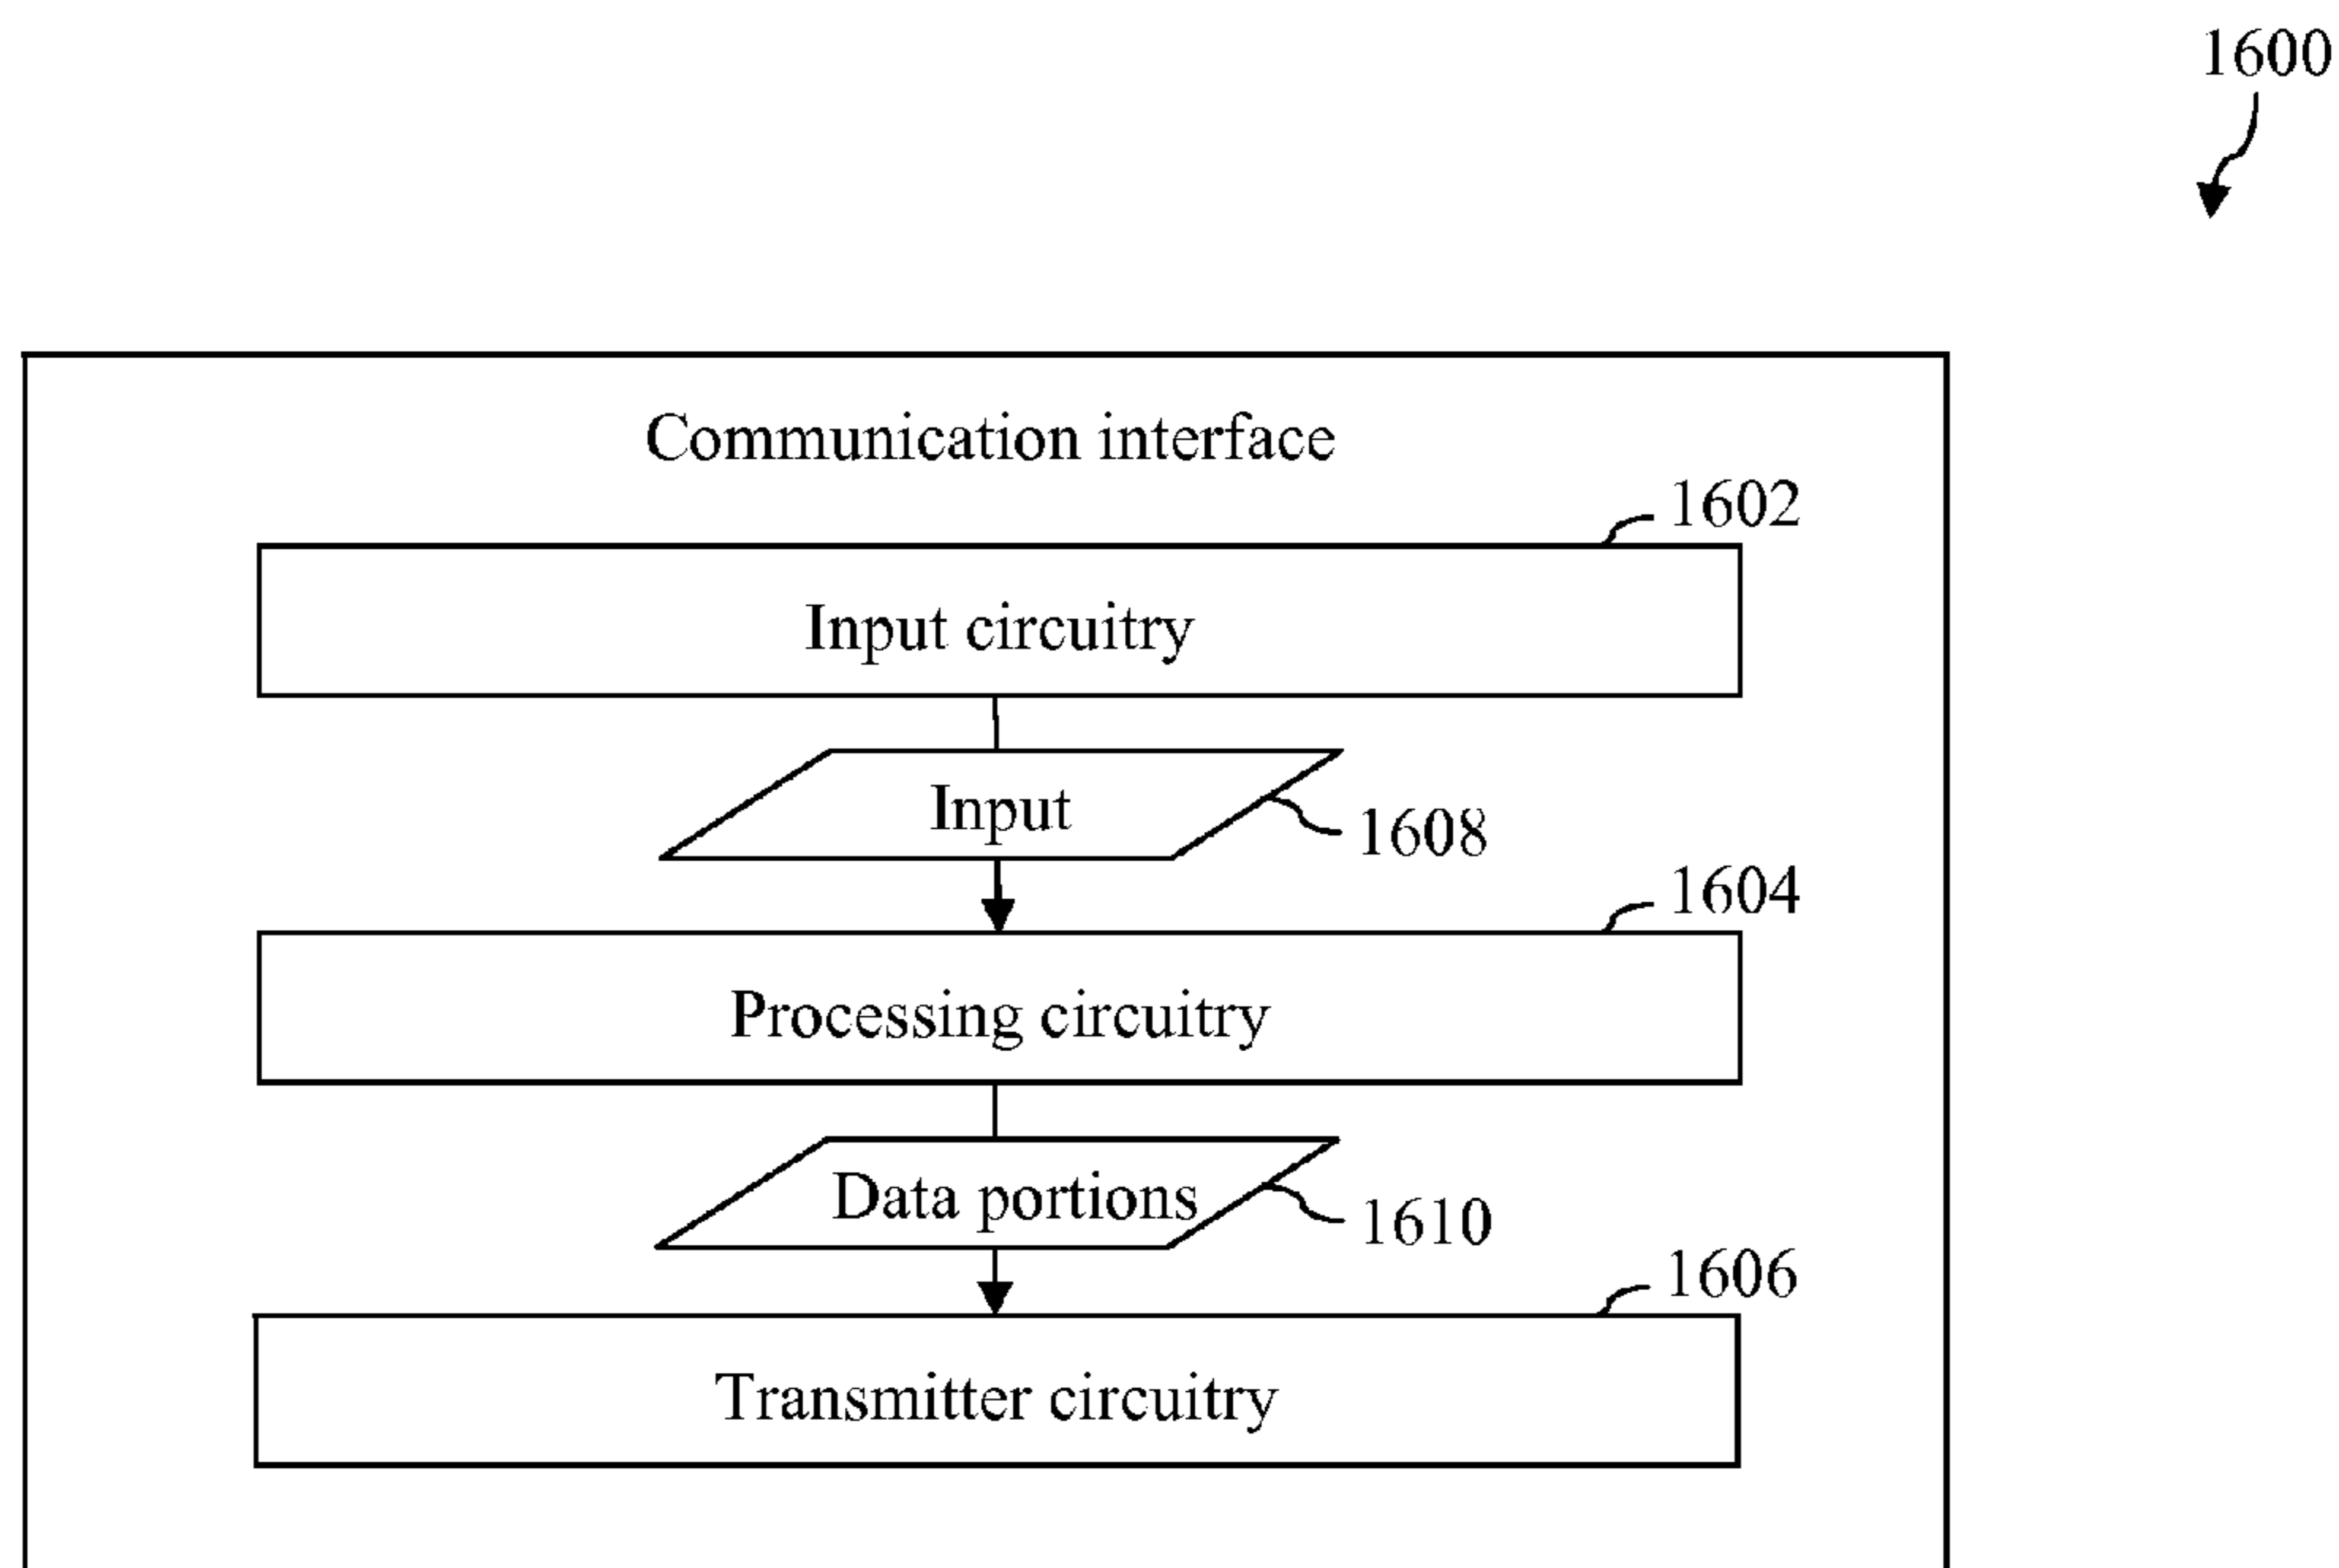 1600
Communication interface
1602
Input circuitry
Input
1608
1604
Processing circuitry
Data portions
1610
1606
Transmitter circuitry